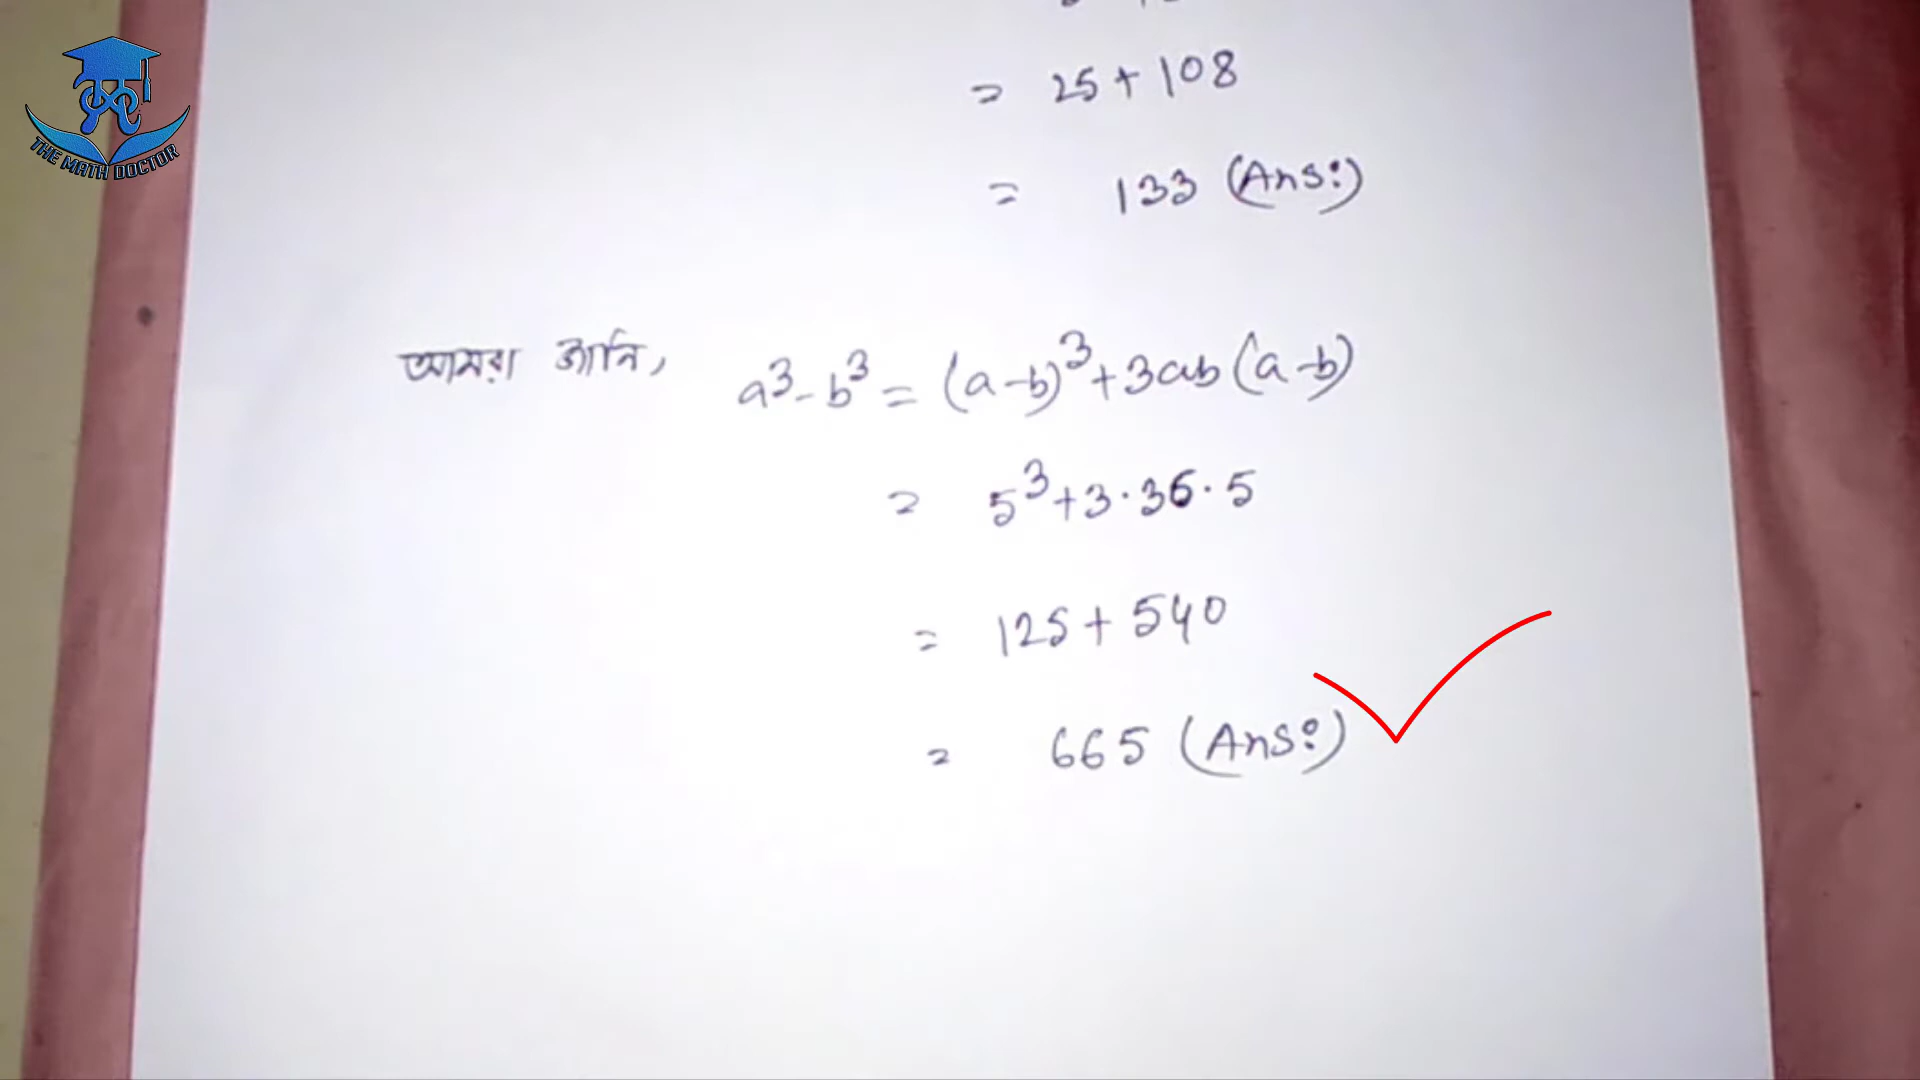 THE MATH DOCTOR
= 25 + 108
= 133 (Ans:)
আমরা জানি, a³ - b³ = (a - b)³ + 3ab (a - b)
= 5³ + 3 · 36 · 5
= 125 + 540
= 665 (Ans:)